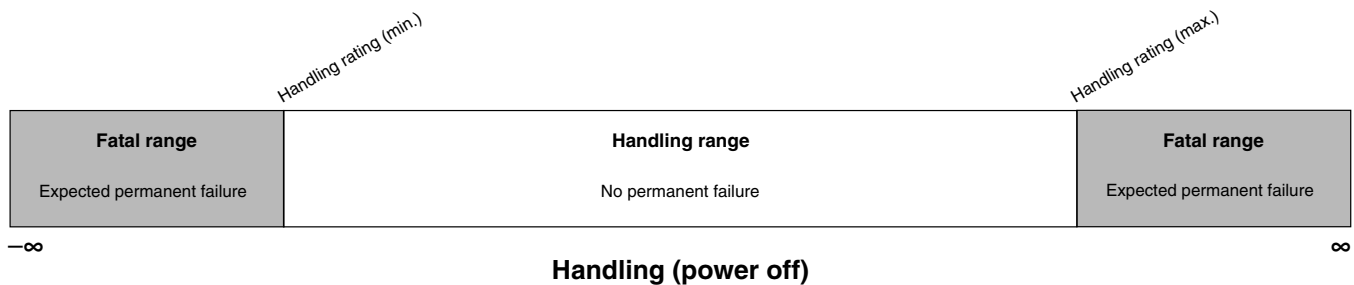 Handling rating (min.)
Handling rating (max.)
Fatal range
Handling range
Fatal range
Expected permanent failure
No permanent failure
Expected permanent failure
–∞
∞
Handling (power off)